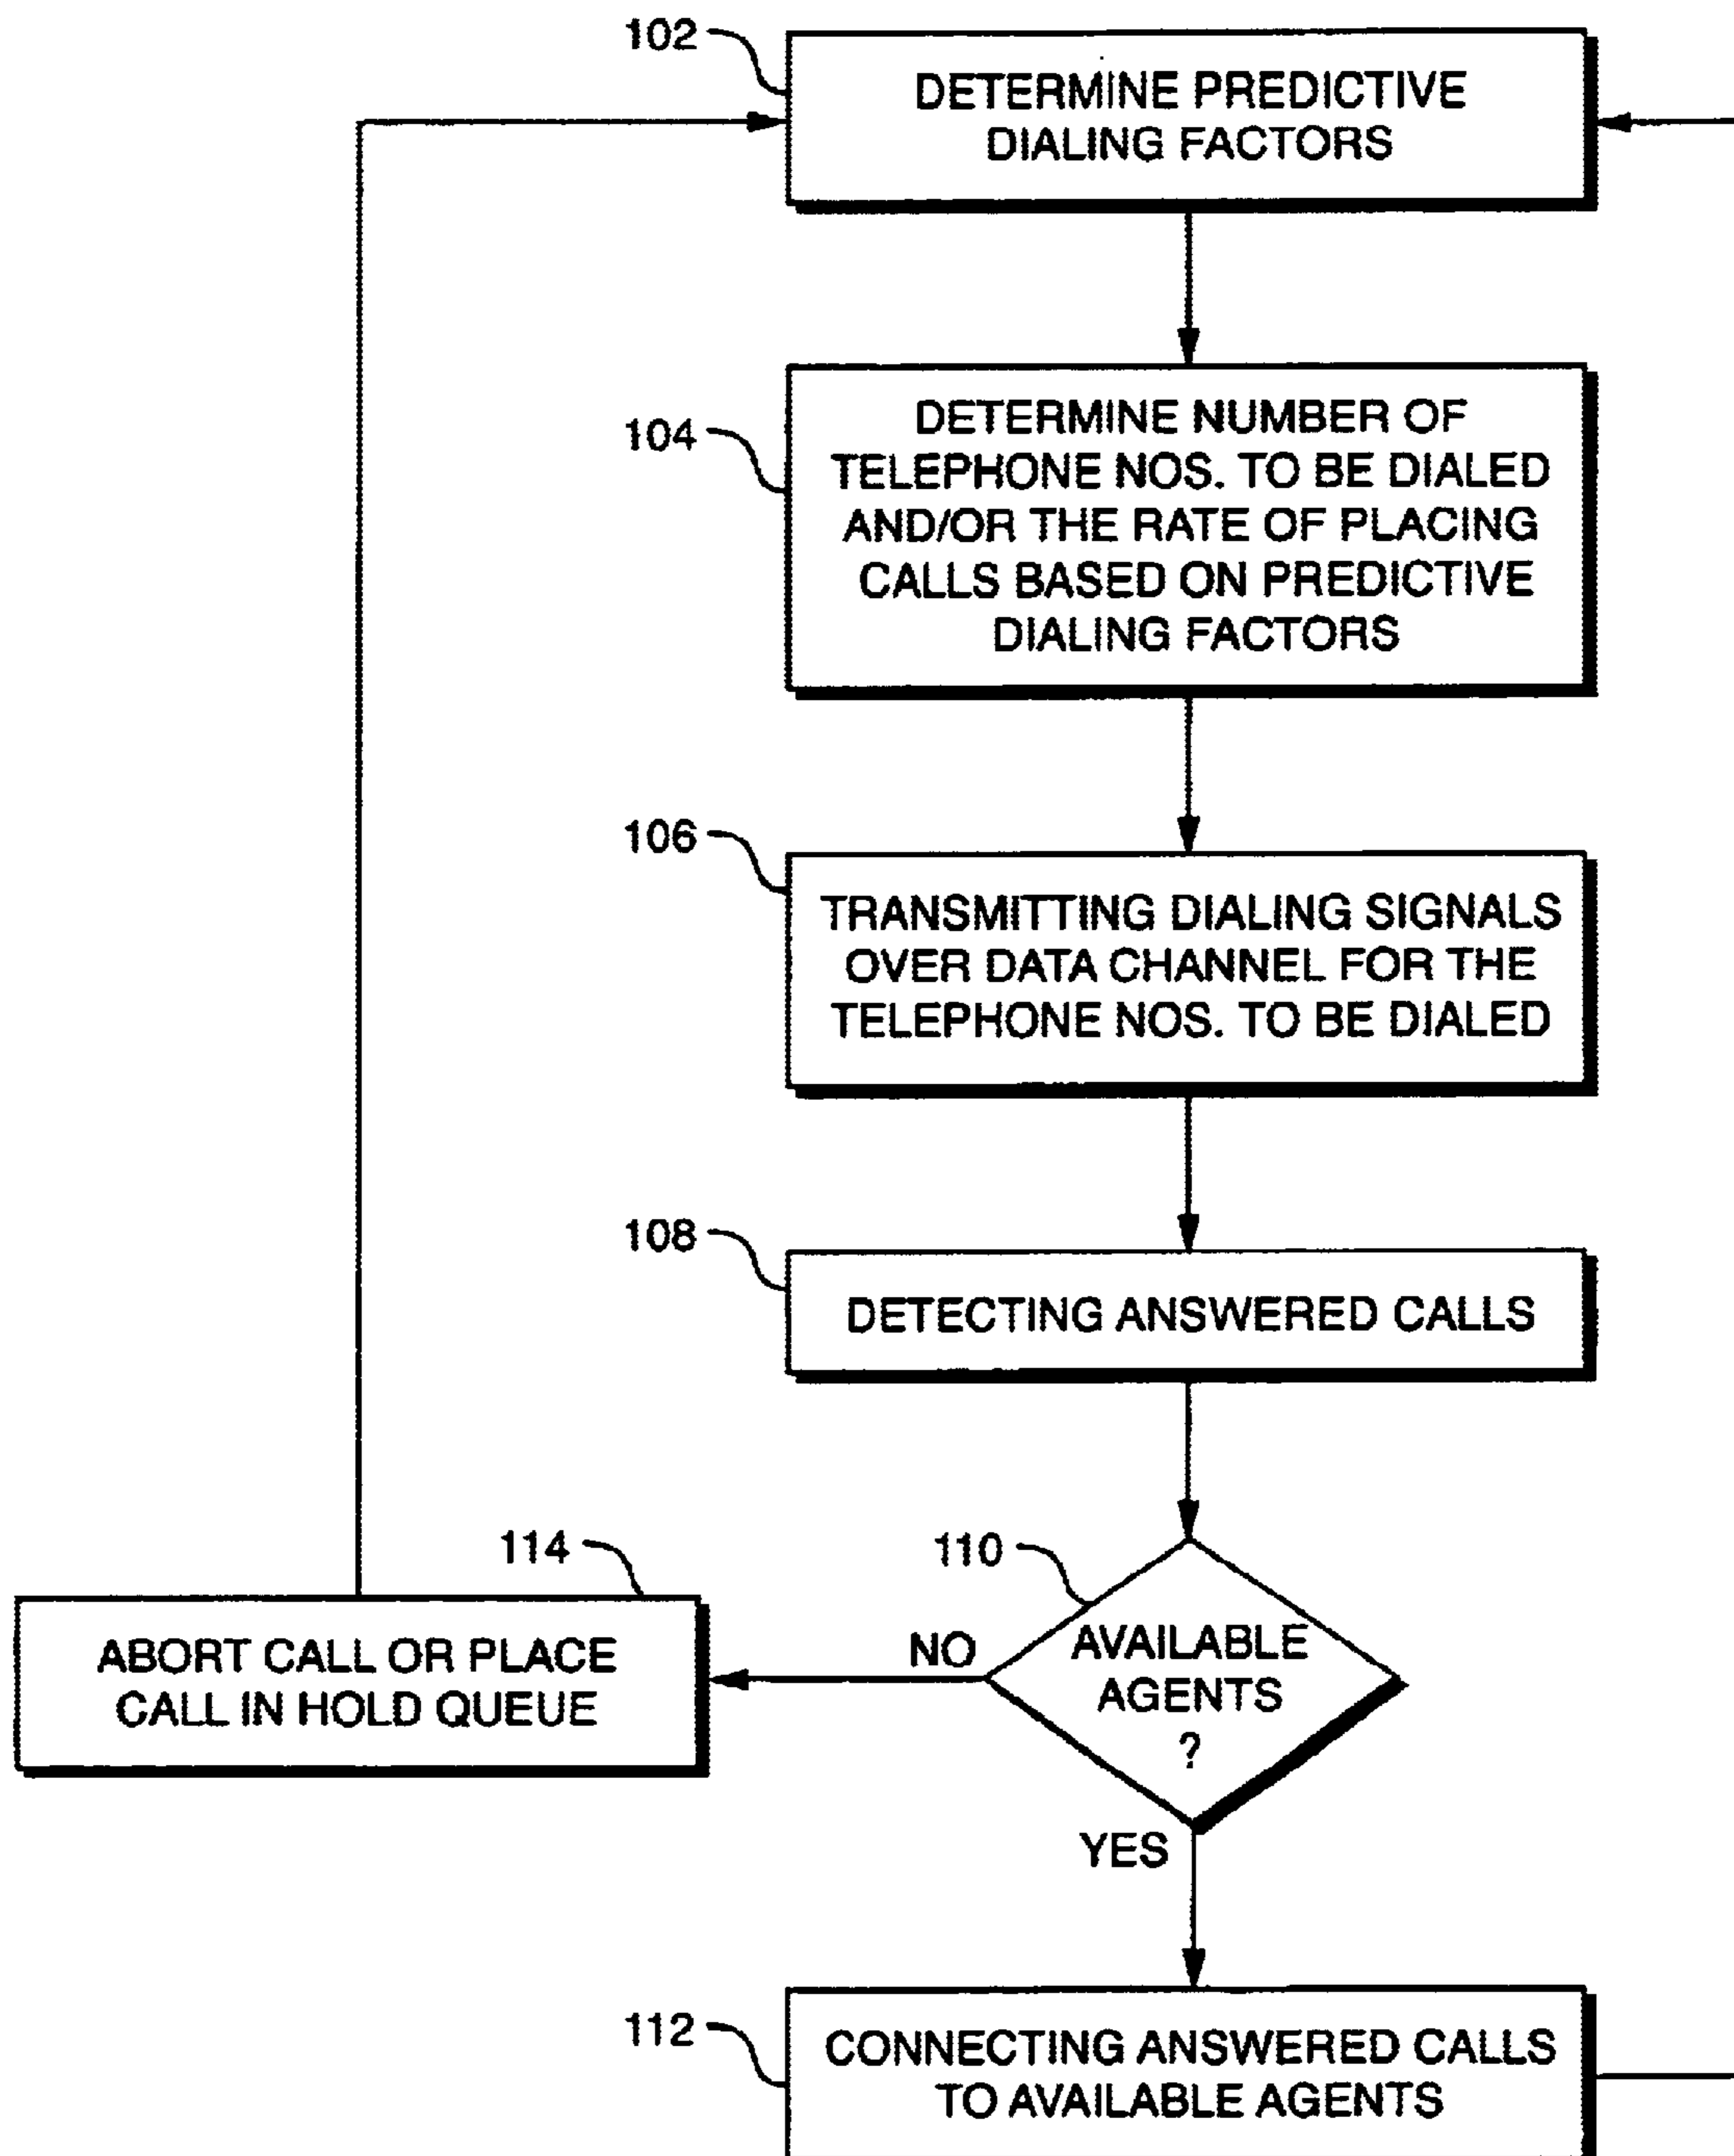 102
DETERMINE PREDICTIVE
DIALING FACTORS
104
DETERMINE NUMBER OF
TELEPHONE NOS. TO BE DIALED
AND/OR THE RATE OF PLACING
CALLS BASED ON PREDICTIVE
DIALING FACTORS
106
TRANSMITTING DIALING SIGNALS
OVER DATA CHANNEL FOR THE
TELEPHONE NOS. TO BE DIALED
108
DETECTING ANSWERED CALLS
114
ABORT CALL OR PLACE
CALL IN HOLD QUEUE
NO
110
AVAILABLE
AGENTS
?
YES
112
CONNECTING ANSWERED CALLS
TO AVAILABLE AGENTS